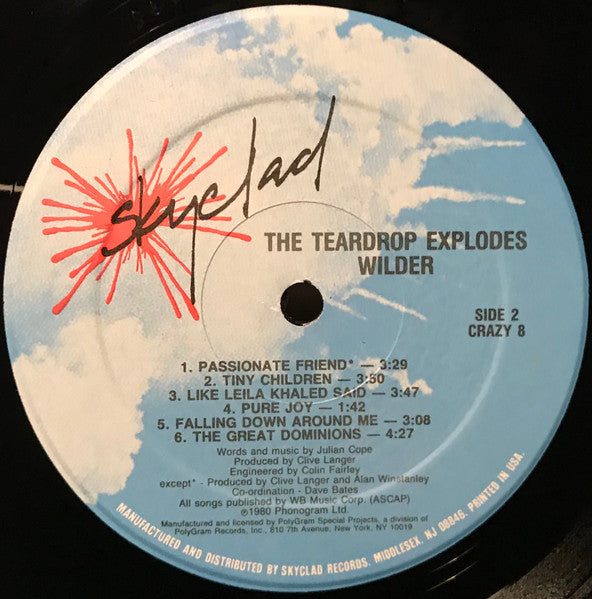 skyclad
THE TEARDROP EXPLODES
WILDER
SIDE 2
CRAZY 8
1. PASSIONATE FRIEND* — 3:29
2. TINY CHILDREN — 3:50
3. LIKE LEILA KHALED SAID — 3:47
4. PURE JOY — 1:42
5. FALLING DOWN AROUND ME — 3:08
6. THE GREAT DOMINIONS — 4:27
Words and music by Julian Cope
Produced by Clive Langer
Engineered by Colin Fairley
except* - Produced by Clive Langer and Alan Winstanley
Co-ordination - Dave Bates
All songs published by WB Music Corp. (ASCAP)
℗1980 Phonogram Ltd.
Manufactured and licensed by PolyGram Special Projects, a division of
PolyGram Records, Inc., 810 7th Avenue, New York, NY 10019
MANUFACTURED AND DISTRIBUTED BY SKYCLAD RECORDS, MIDDLESEX, NJ 08846. PRINTED IN USA.